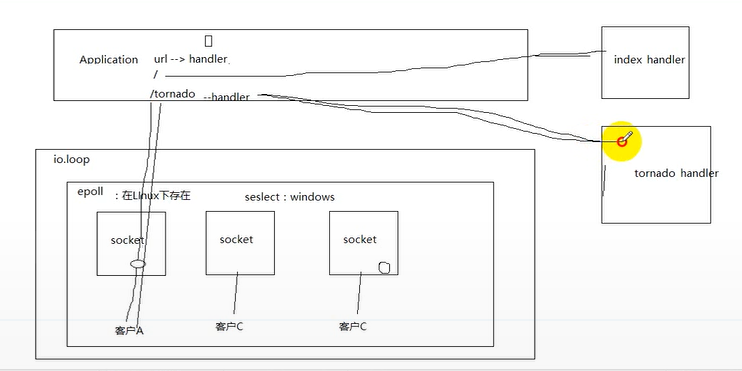 Application url --> handler
/
/tornado --handler
index handler
tornado handler
io.loop
epoll ：在LInux下存在 seslect：windows
socket socket socket
客户A 客户C 客户C